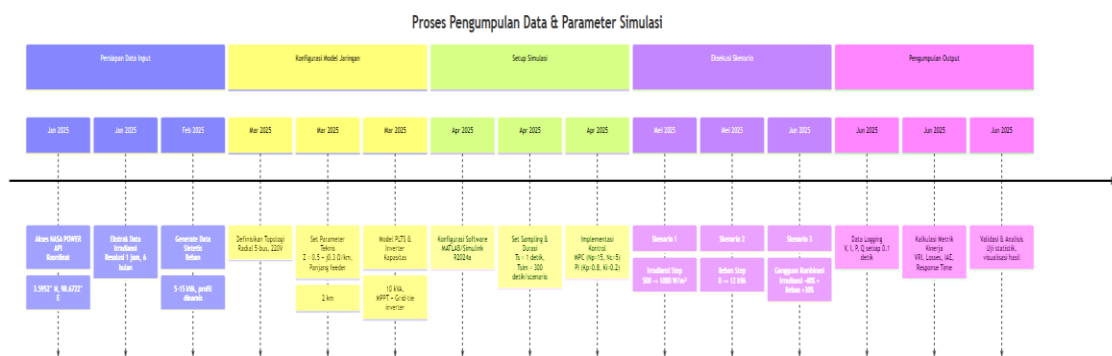 Proses Pengumpulan Data & Parameter Simulasi
Persiapan Data Input
Konfigurasi Model Jaringan
Setup Simulasi
Eksekusi Skenario
Pengumpulan Output
Jan 2025
Jan 2025
Feb 2025
Mar 2025
Mar 2025
Mar 2025
Apr 2025
Apr 2025
Apr 2025
Mei 2025
Mei 2025
Jun 2025
Jun 2025
Jun 2025
Jun 2025
Akses NASA POWER
API
Koordinat
3.5952° N, 98.6722°
E
Ekstrak Data
Irradiansi
Resolusi 1 jam, 6
bulan
Generate Data
Sintetis
Beban
5-15 kVA, profil
dinamis
Definisikan Topologi
Radial 5-bus, 220V
Set Parameter
Teknis
Z = 0.5 + j0.3 Ω/km,
Panjang feeder
2 km
Model PLTS &
Inverter
Kapasitas
10 kVA,
MPPT + Grid-tie
inverter
Konfigurasi Software
MATLAB/Simulink
R2024a
Set Sampling &
Durasi
Ts = 1 detik,
Tsim = 300
detik/scenario
Implementasi
Kontrol
MPC (Np=15, Nc=5)
PI (Kp=0.8, Ki=0.2)
Skenario 1
Irradiansi Step
500 → 1000 W/m²
Skenario 2
Beban Step
8 → 12 kVA
Skenario 3
Gangguan Kombinasi
Irradiansi -40% +
Beban +30%
Data Logging
V, I, P, Q setiap 0.1
detik
Kalkulasi Metrik
Kinerja
VRI, Losses, IAE,
Response Time
Validasi & Analisis
Uji statistik,
visualisasi hasil